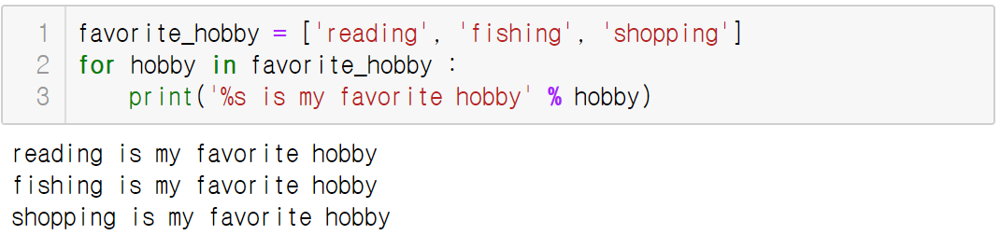 1 favorite_hobby = ['reading', 'fishing', 'shopping']
2 for hobby in favorite_hobby :
3     print('%s is my favorite hobby' % hobby)
reading is my favorite hobby
fishing is my favorite hobby
shopping is my favorite hobby